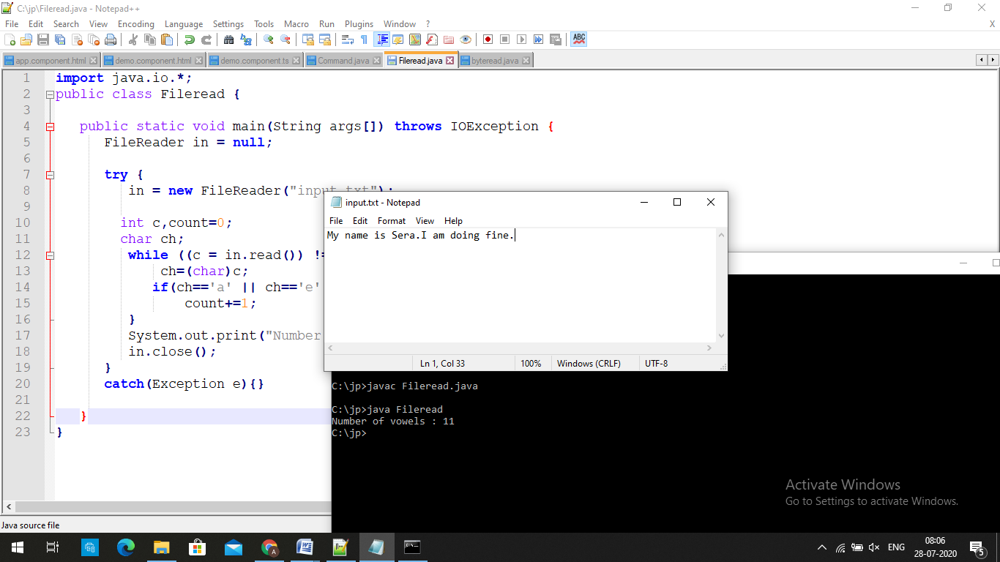 C:\jp\Fileread.java - Notepad++
File Edit Search View Encoding Language Settings Tools Macro Run Plugins Window ? X
ABC
app.component.html demo.component.html demo.component.ts Command.java Fileread.java byteread.java
1 import java.io.*;
2 public class Fileread {
3
4 public static void main(String args[]) throws IOException {
5 FileReader in = null;
6
7 try {
8 in = new FileReader("input.txt");
9
10 int c,count=0;
11 char ch;
12 while ((c = in.read()) !=
13 ch=(char)c;
14 if(ch=='a' || ch=='e'
15 count+=1;
16 }
17 System.out.print("Number
18 in.close();
19 }
20 catch(Exception e){}
21
22 }
23 }
input.txt - Notepad
File Edit Format View Help
My name is Sera.I am doing fine.
Ln 1, Col 33 100% Windows (CRLF) UTF-8
C:\jp>javac Fileread.java
C:\jp>java Fileread
Number of vowels : 11
C:\jp>
Activate Windows
Go to Settings to activate Windows.
Java source file
ENG
08:06
28-07-2020
5